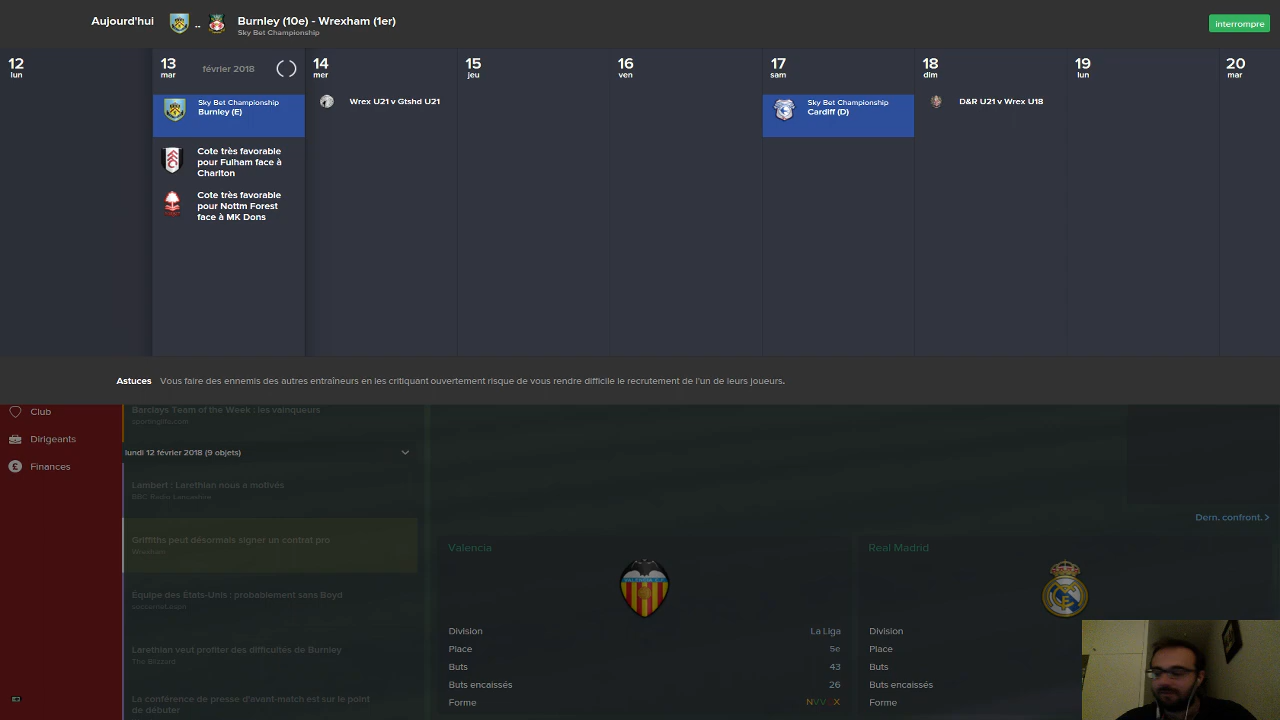 Aujourd'hui
..
Burnley (10e) - Wrexham (1er)
Sky Bet Championship
interrompre
12
lun
13
mar
février 2018
14
mer
15
jeu
16
ven
17
sam
18
dim
19
lun
20
mar
Sky Bet Championship
Burnley (E)
Wrex U21 v Gtshd U21
Sky Bet Championship
Cardiff (D)
D&R U21 v Wrex U18
Cote très favorable
pour Fulham face à
Charlton
Cote très favorable
pour Nottm Forest
face à MK Dons
Astuces Vous faire des ennemis des autres entraîneurs en les critiquant ouvertement risque de vous rendre difficile le recrutement de l'un de leurs joueurs.
Club
Dirigeants
Finances
Barclays Team of the Week : les vainqueurs
sportinglife.com
lundi 12 février 2018 (9 objets)
Lambert : Larethian nous a motivés
BBC Radio Lancashire
Griffiths peut désormais signer un contrat pro
Wrexham
Équipe des États-Unis : probablement sans Boyd
Larethian veut profiter des difficultés de Burnley
The Blizzard
La conférence de presse d'avant-match est sur le point
de débuter
Dern. confront. >
Valencia
Division La Liga
Place 5e
Buts 43
Buts encaissés 26
Forme NVV X
Real Madrid
Division
Place
Buts
Buts encaissés
Forme